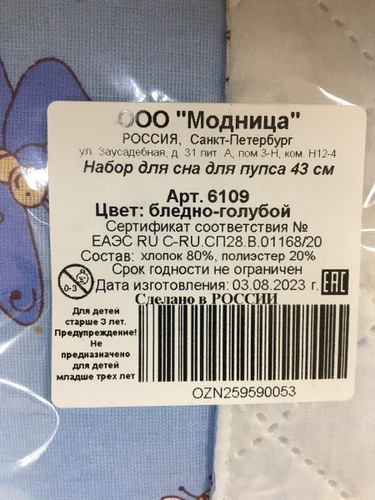 ООО "Модница"
РОССИЯ, Санкт-Петербург
ул. Заусадебная, д. 31 лит. А, пом 3-Н, ком. Н12-4
Набор для сна для пупса 43 см
Арт. 6109
Цвет: бледно-голубой
Сертификат соответствия №
ЕАЭС RU С-RU.СП28.В.01168/20
Состав: хлопок 80%, полиэстер 20%
Срок годности не ограничен
0-3
Дата изготовления: 03.08.2023 г.
EAC
Сделано в РОССИИ
Для детей
старше 3 лет.
Предупреждение!
Не
предназначено
для детей
младше трех лет
OZN259590053